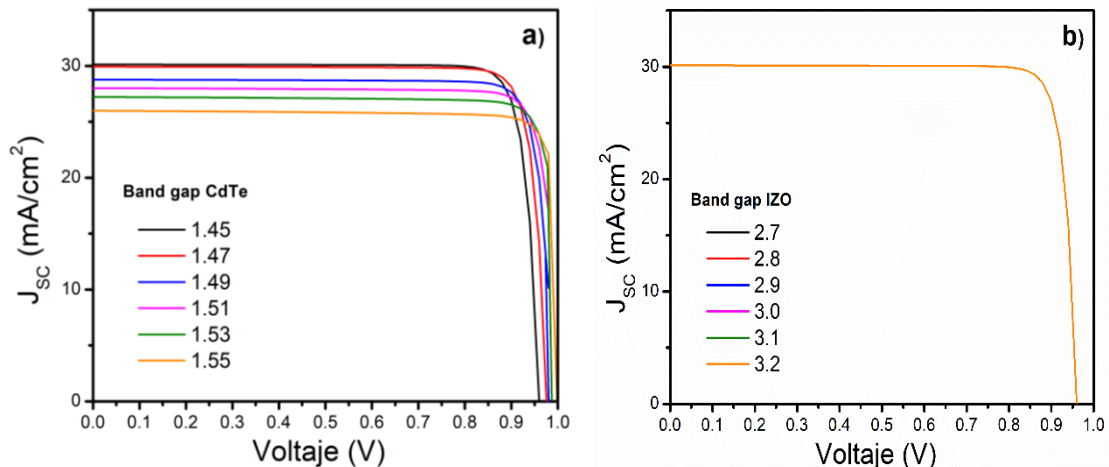 a)
30
20
10
0
J_SC (mA/cm²)
Band gap CdTe
1.45
1.47
1.49
1.51
1.53
1.55
0.0 0.1 0.2 0.3 0.4 0.5 0.6 0.7 0.8 0.9 1.0
Voltaje (V)
b)
30
20
10
0
J_SC (mA/cm²)
Band gap IZO
2.7
2.8
2.9
3.0
3.1
3.2
0.0 0.1 0.2 0.3 0.4 0.5 0.6 0.7 0.8 0.9 1.0
Voltaje (V)